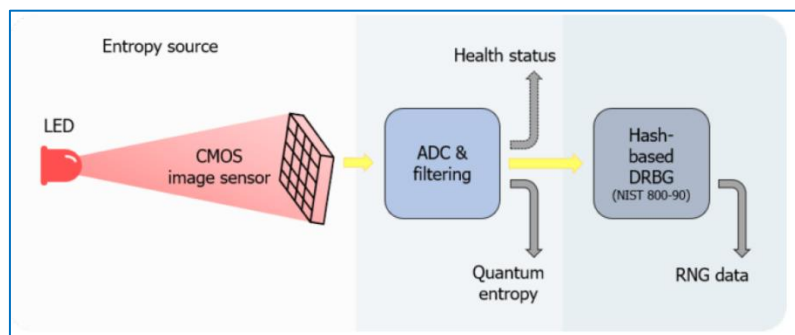 Entropy source
LED
CMOS
image sensor
Health status
ADC &
filtering
Quantum
entropy
Hash-
based
DRBG
(NIST 800-90)
RNG data